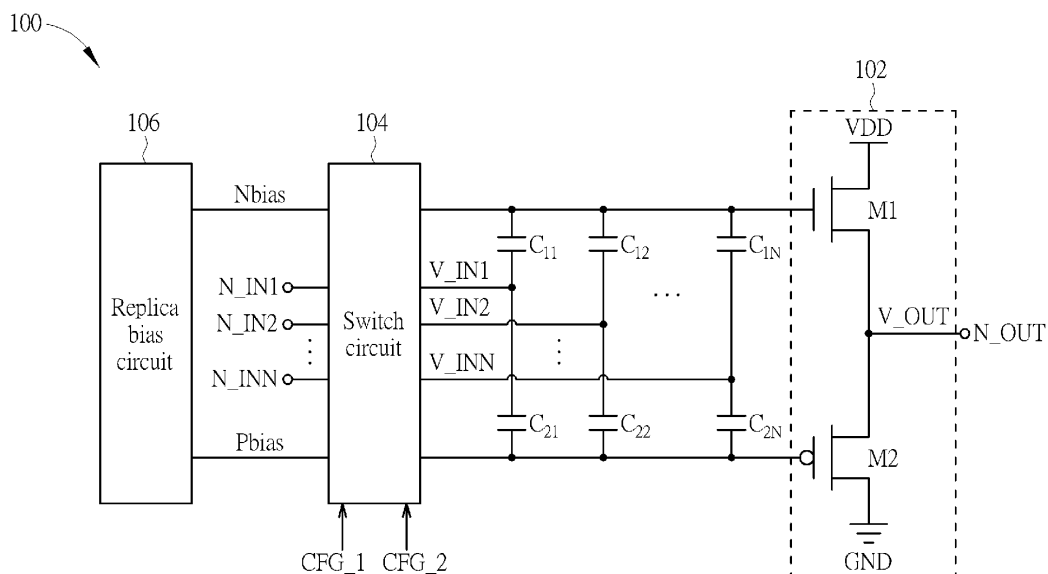 100
106
104
102
VDD
Nbias
M1
C11
C12
C1N
V_IN1
N_IN1
...
V_IN2
Replica
bias
circuit
N_IN2
Switch
circuit
V_OUT
N_OUT
⋮
⋮
V_INN
N_INN
C21
C22
C2N
Pbias
M2
CFG_1
CFG_2
GND